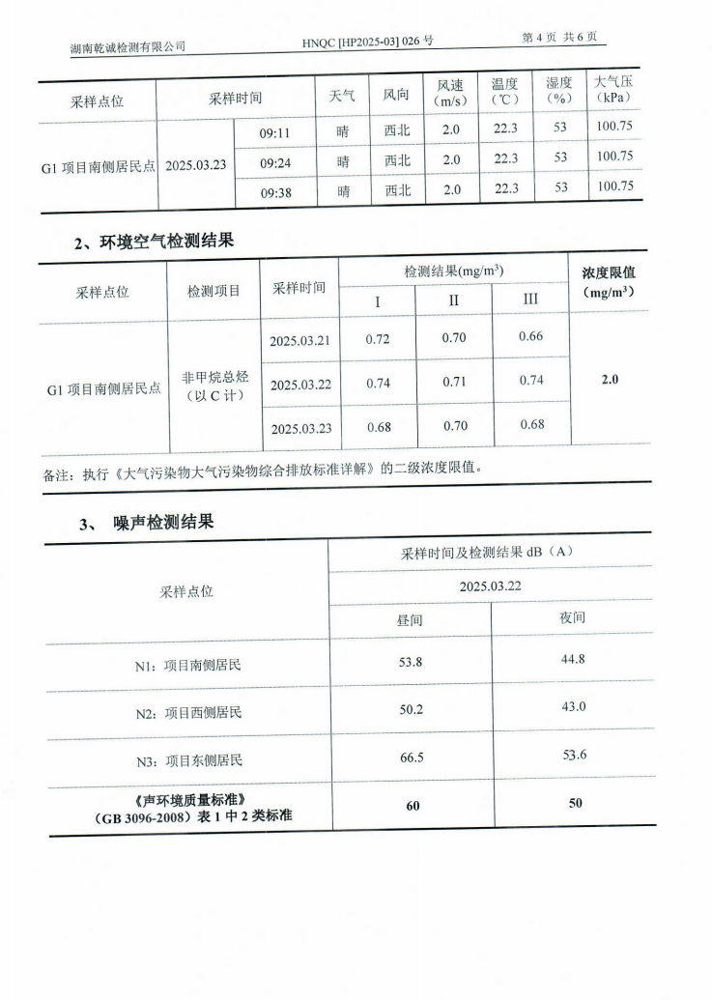 湖南乾诚检测有限公司 HNQC [HP2025-03] 026 号 第 4 页 共 6 页
采样点位 采样时间 天气 风向 风速（m/s） 温度（℃） 湿度（%） 大气压（kPa）
G1 项目南侧居民点 2025.03.23 09:11 晴 西北 2.0 22.3 53 100.75
09:24 晴 西北 2.0 22.3 53 100.75
09:38 晴 西北 2.0 22.3 53 100.75
2、环境空气检测结果
采样点位 检测项目 采样时间 检测结果(mg/m³) 浓度限值（mg/m³）
I II III
G1 项目南侧居民点 非甲烷总烃（以 C 计） 2025.03.21 0.72 0.70 0.66 2.0
2025.03.22 0.74 0.71 0.74
2025.03.23 0.68 0.70 0.68
备注：执行《大气污染物大气污染物综合排放标准详解》的二级浓度限值。
3、 噪声检测结果
采样点位 采样时间及检测结果 dB（A）
2025.03.22
昼间 夜间
N1：项目南侧居民 53.8 44.8
N2：项目西侧居民 50.2 43.0
N3：项目东侧居民 66.5 53.6
《声环境质量标准》
（GB 3096-2008）表 1 中 2 类标准 60 50